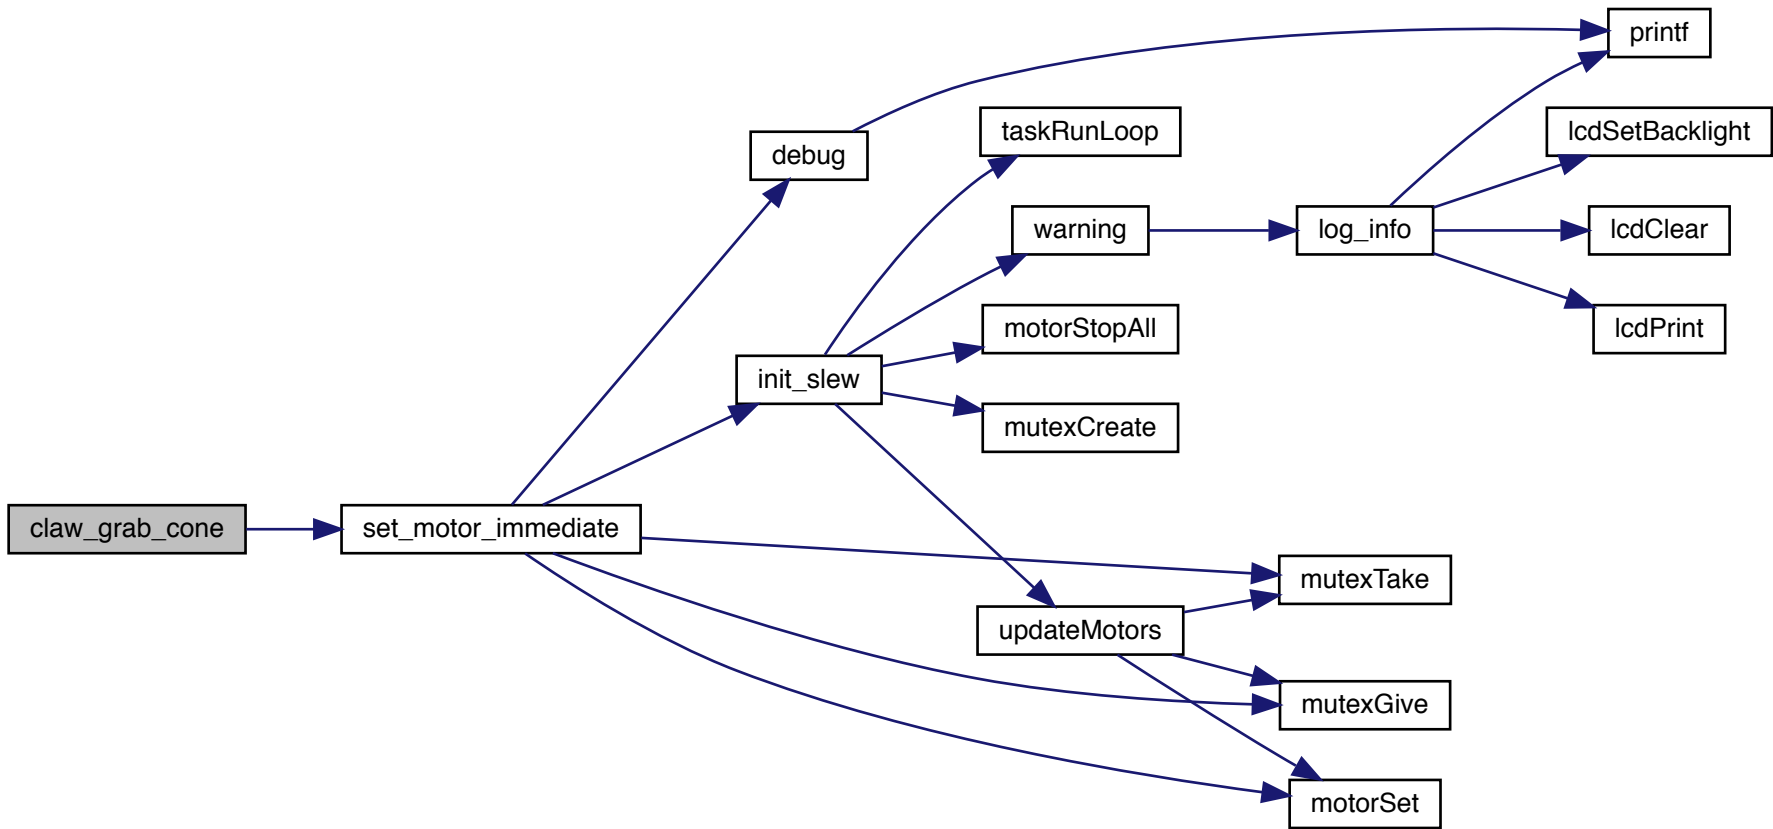 printf
taskRunLoop
lcdSetBacklight
debug
warning
log_info
lcdClear
motorStopAll
lcdPrint
init_slew
mutexCreate
claw_grab_cone
set_motor_immediate
mutexTake
updateMotors
mutexGive
motorSet